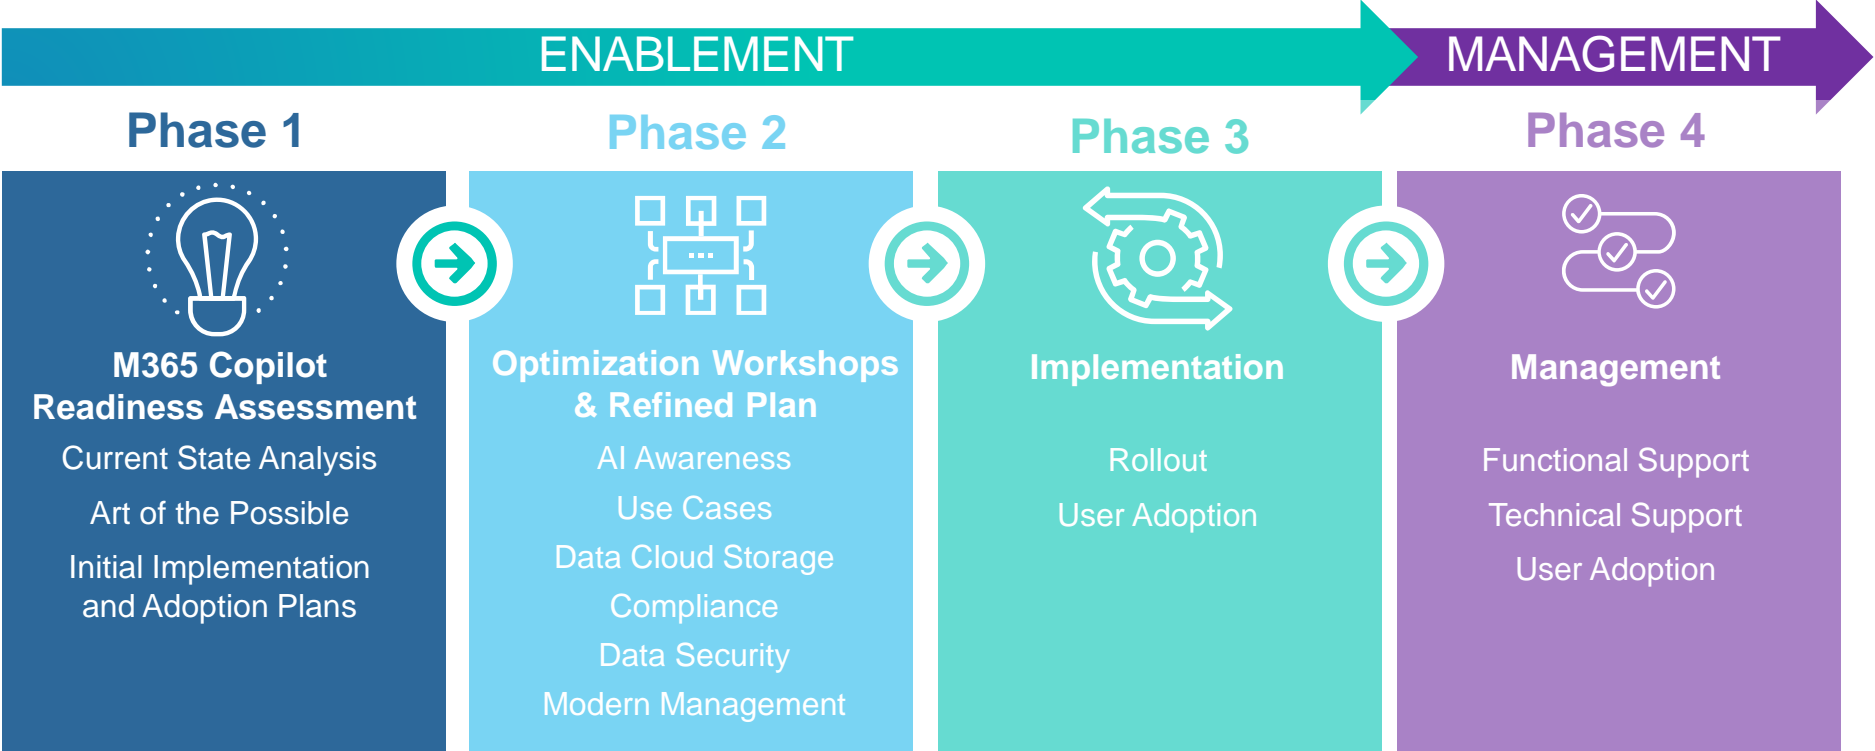 ENABLEMENT
MANAGEMENT
Phase 1
M365 Copilot
Readiness Assessment
Current State Analysis
Art of the Possible
Initial Implementation
and Adoption Plans
Phase 2
Optimization Workshops
& Refined Plan
AI Awareness
Use Cases
Data Cloud Storage
Compliance
Data Security
Modern Management
Phase 3
Implementation
Rollout
User Adoption
Phase 4
Management
Functional Support
Technical Support
User Adoption